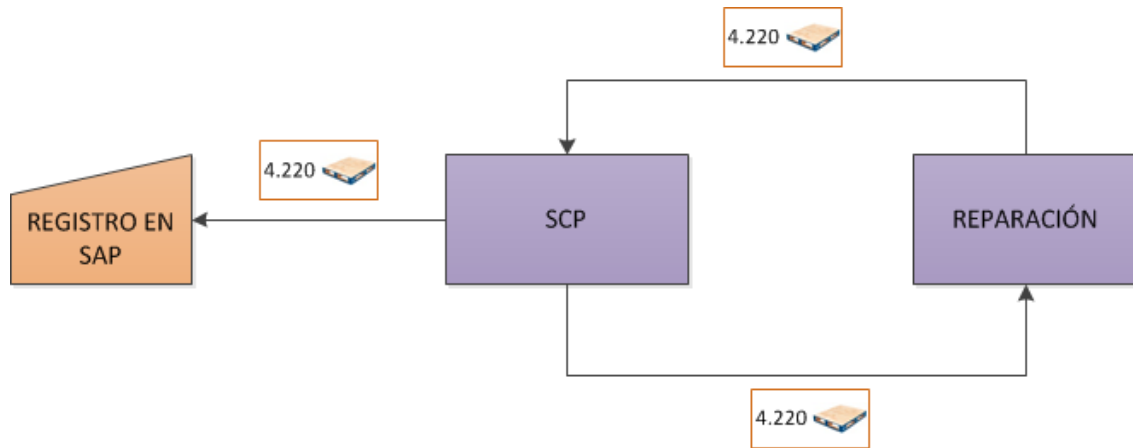 4.220
4.220
REGISTRO EN
SAP
SCP
REPARACIÓN
4.220